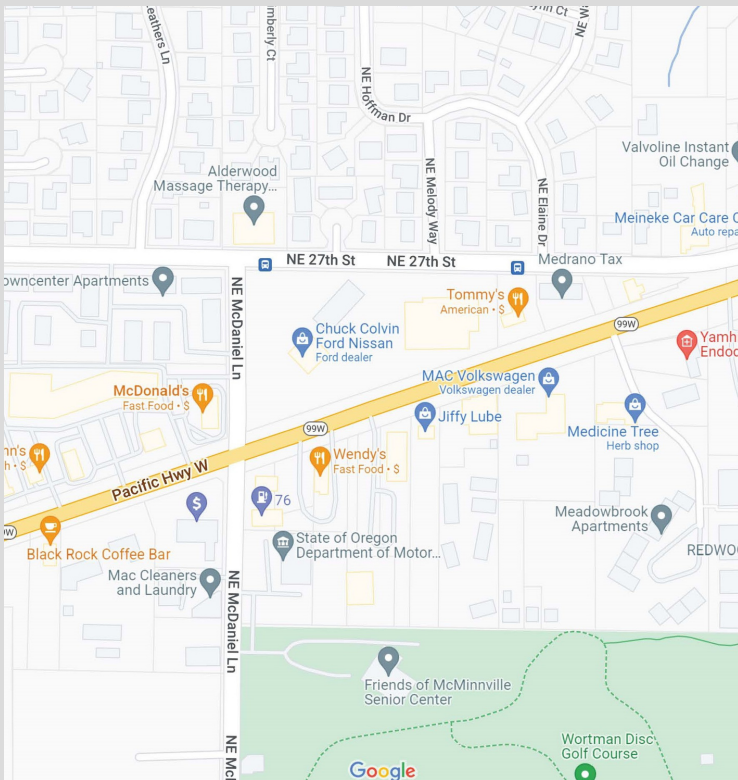 Leathers Ln
mberly Ct
NE Hoffman Dr
NE Melody Way
NE Elaine Dr
Valvoline Instant
Oil Change
Alderwood
Massage Therapy...
Meineke Car Care C
Auto repa
NE 27th St
NE 27th St
Medrano Tax
owncenter Apartments
NE McDaniel Ln
Tommy's
American • $
99W
Chuck Colvin
Ford Nissan
Ford dealer
Yamh
Endoc
MAC Volkswagen
Volkswagen dealer
McDonald's
Fast Food • $
Jiffy Lube
Medicine Tree
Herb shop
99W
nn's
h • $
Wendy's
Fast Food • $
Pacific Hwy W
$
76
Meadowbrook
Apartments
Black Rock Coffee Bar
State of Oregon
Department of Motor...
REDWOO
Mac Cleaners
and Laundry
NE McDaniel Ln
Friends of McMinnville
Senior Center
Wortman Disc
Golf Course
NE McI
Google